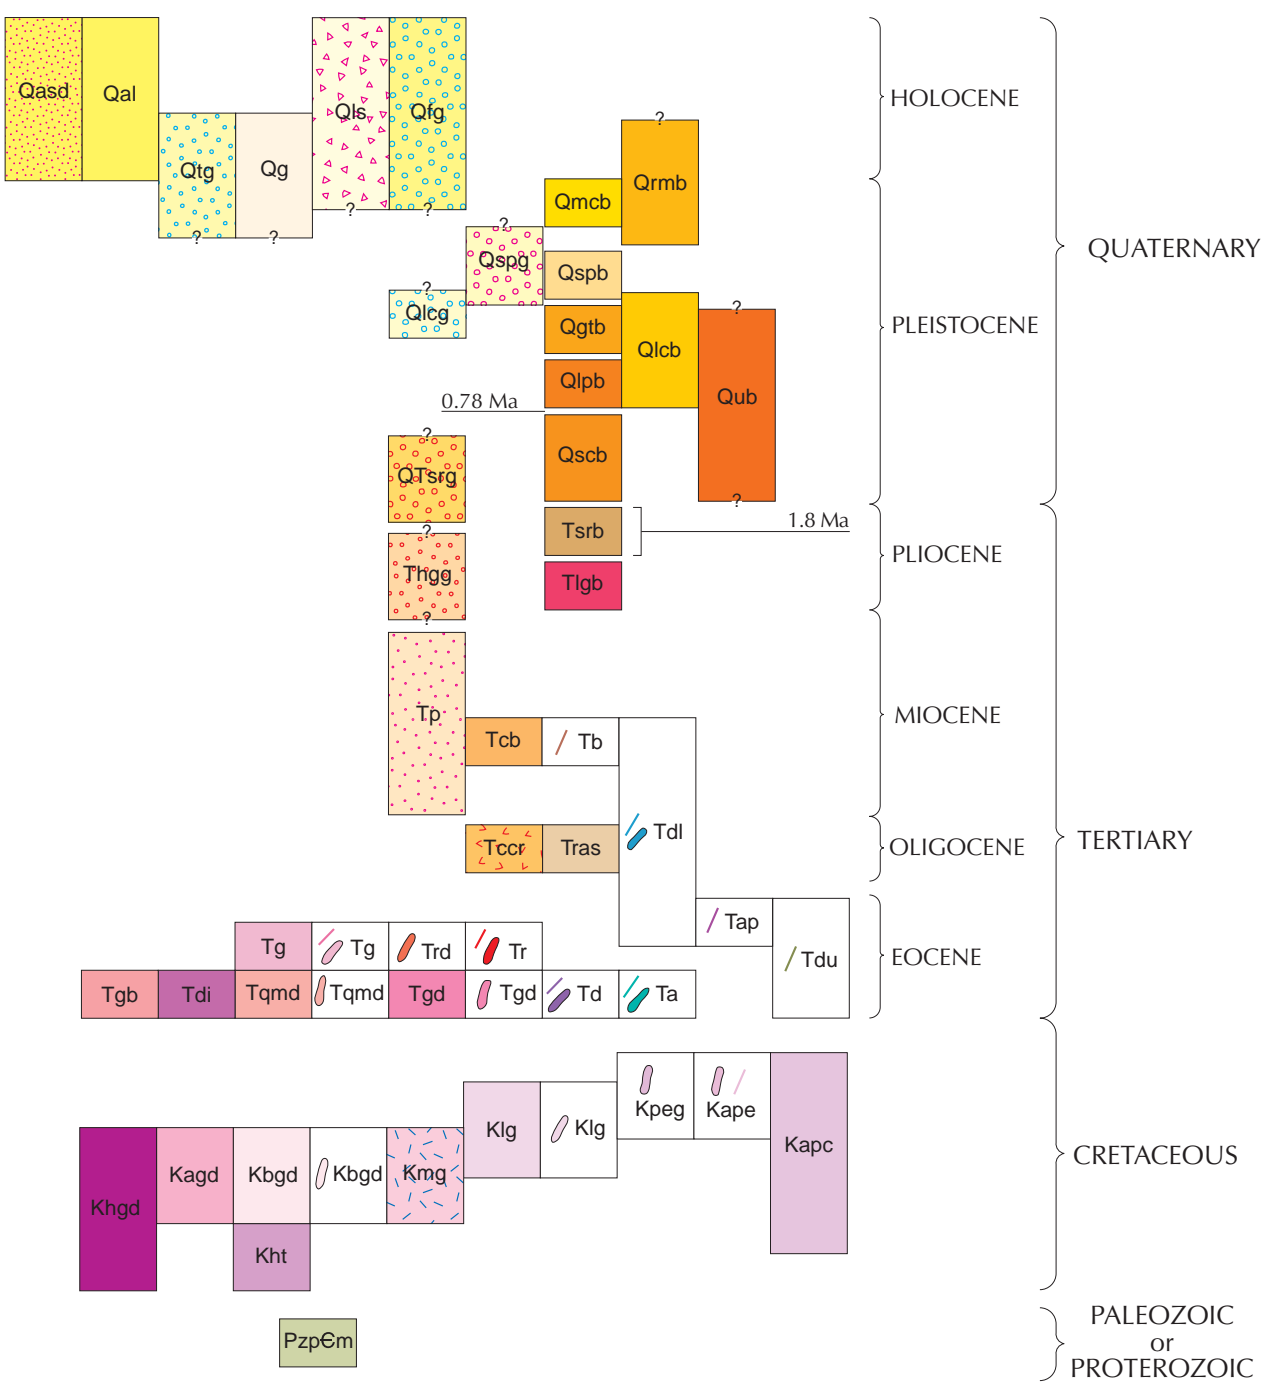 Qasd
Qal
Qtg
?
Qg
?
Qls
?
Qfg
?
?
Qrmb
Qmcb
?
Qspg
Qspb
?
Qlcg
Qgtb
Qlcb
?
Qub
?
Qlpb
0.78 Ma
Qscb
?
QTsrg
?
Tsrb
1.8 Ma
Thgg
?
Tlgb
Tp
Tcb
Tb
Tdl
Tccr
Tras
Tap
Tdu
Tg
Tg
Trd
Tr
Tgb
Tdi
Tqmd
Tqmd
Tgd
Tgd
Td
Ta
Kpeg
Kape
Kapc
Klg
Klg
Khgd
Kagd
Kbgd
Kbgd
Kmg
Kht
Pzp€m
HOLOCENE
PLEISTOCENE
PLIOCENE
MIOCENE
OLIGOCENE
EOCENE
QUATERNARY
TERTIARY
CRETACEOUS
PALEOZOIC
or
PROTEROZOIC